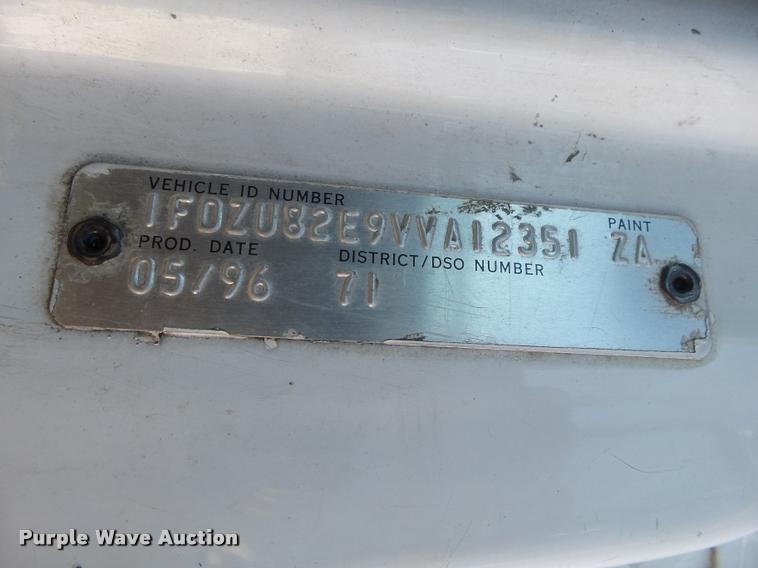 VEHICLE ID NUMBER
1FDZU82E9VVA12351
PAINT
ZA
PROD. DATE
05/96
DISTRICT/DSO NUMBER
71
Purple Wave Auction